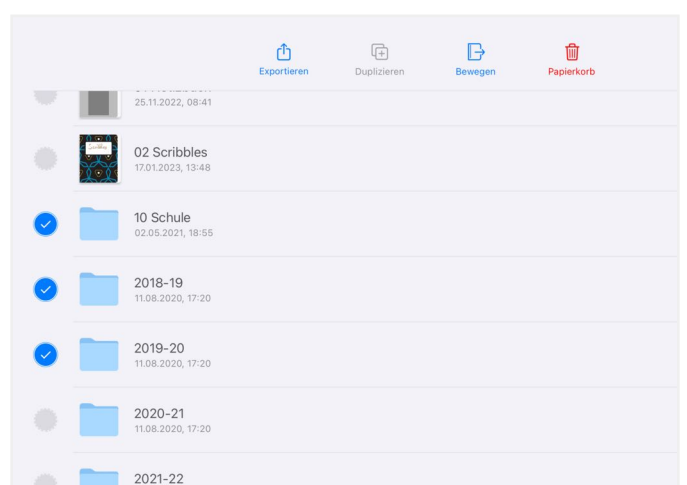 Exportieren
Duplizieren
Bewegen
Papierkorb
25.11.2022, 08:41
Scribbles
02 Scribbles
17.01.2023, 13:48
10 Schule
02.05.2021, 18:55
2018-19
11.08.2020, 17:20
2019-20
11.08.2020, 17:20
2020-21
11.08.2020, 17:20
2021-22